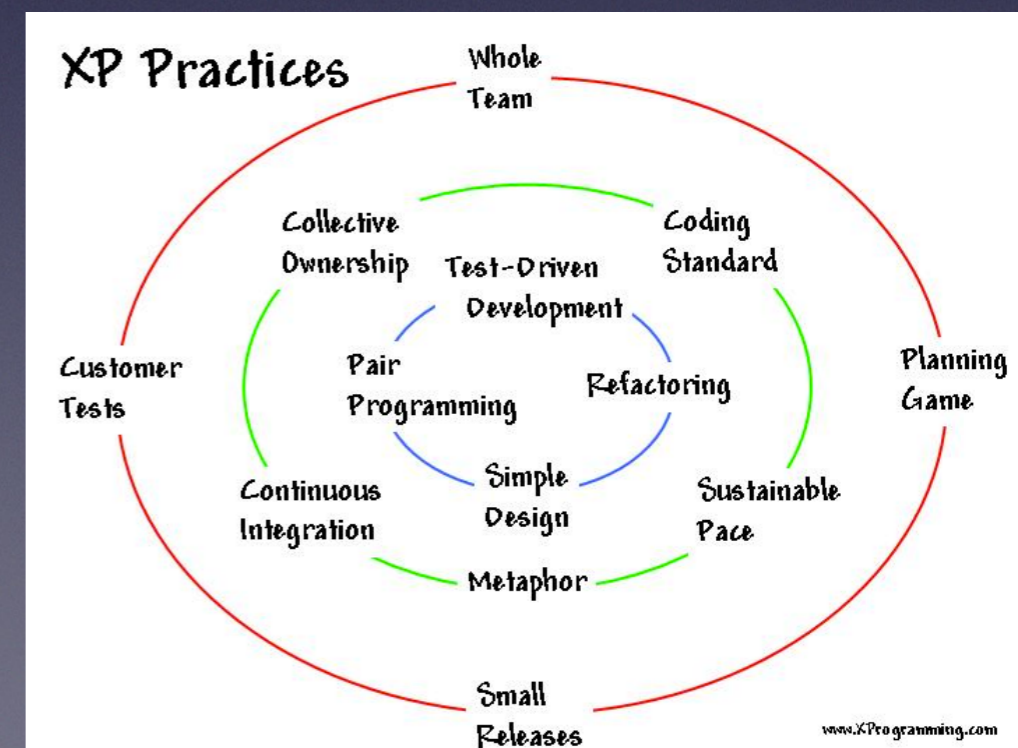 XP Practices
Whole
Team
Collective
Ownership
Coding
Standard
Test-Driven
Development
Customer
Tests
Pair
Programming
Refactoring
Planning
Game
Continuous
Integration
Simple
Design
Sustainable
Pace
Metaphor
Small
Releases
www.XProgramming.com